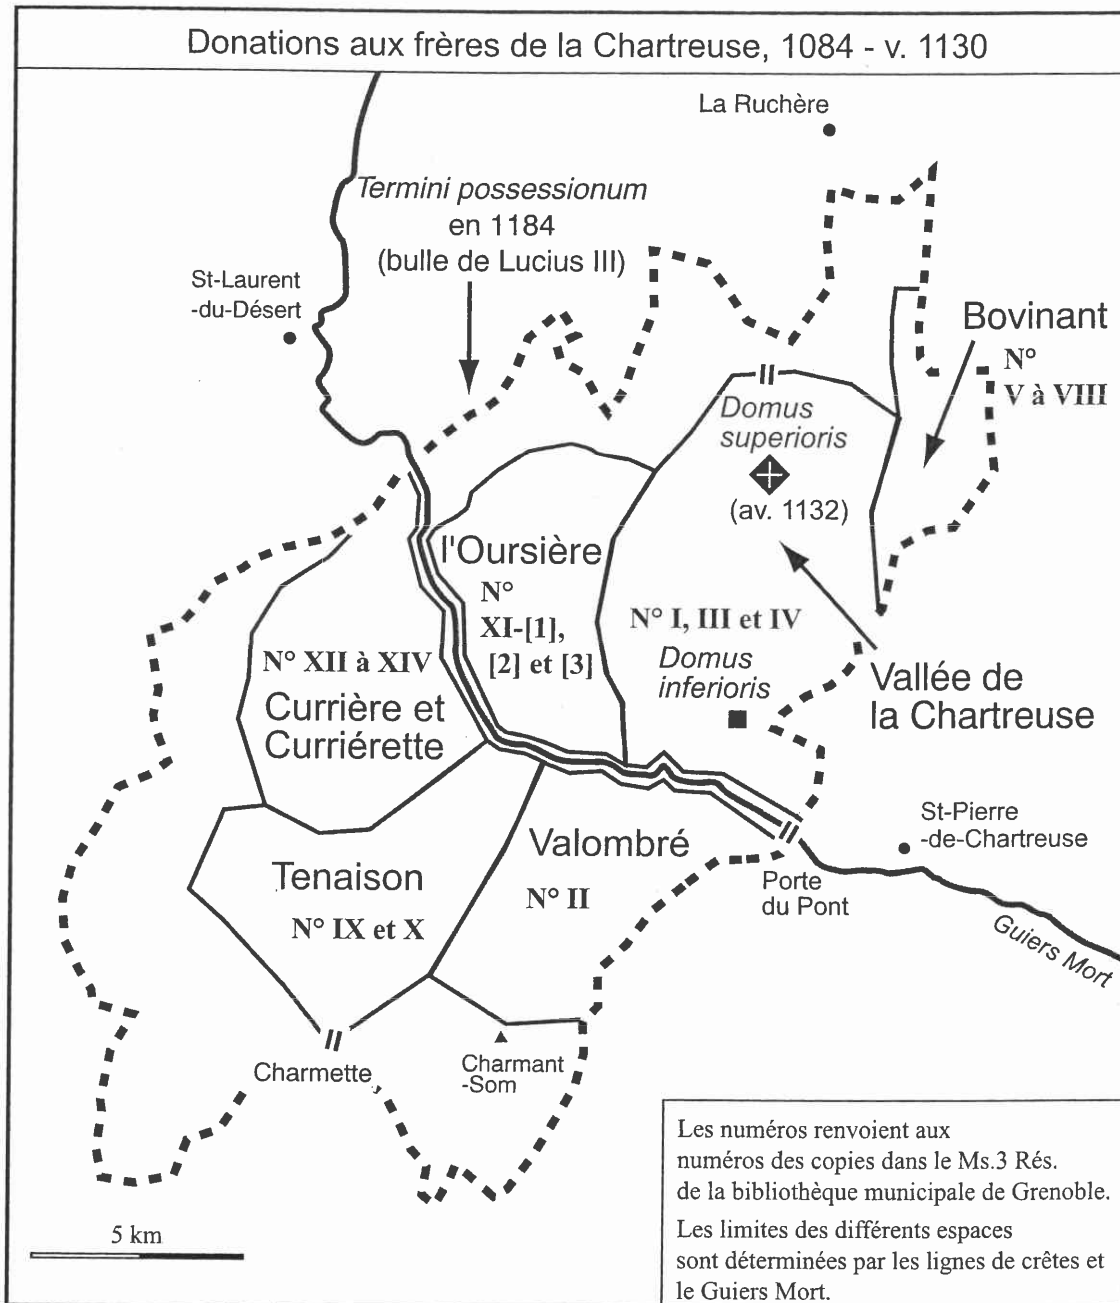 Donations aux frères de la Chartreuse, 1084 - v. 1130
La Ruchère
Termini possessionum
en 1184
(bulle de Lucius III)
St-Laurent
-du-Désert
Bovinant
N°
V à VIII
Domus
superioris
(av. 1132)
l'Oursière
N°
XI-[1],
[2] et [3]
N° I, III et IV
Domus
inferioris
Vallée de
la Chartreuse
N° XII à XIV
Currière et
Curriérette
St-Pierre
-de-Chartreuse
Valombré
N° II
Tenaison
N° IX et X
Porte
du Pont
Guiers Mort
Charmette
Charmant
-Som
Les numéros renvoient aux
numéros des copies dans le Ms.3 Rés.
de la bibliothèque municipale de Grenoble.
Les limites des différents espaces
sont déterminées par les lignes de crêtes et
le Guiers Mort.
5 km